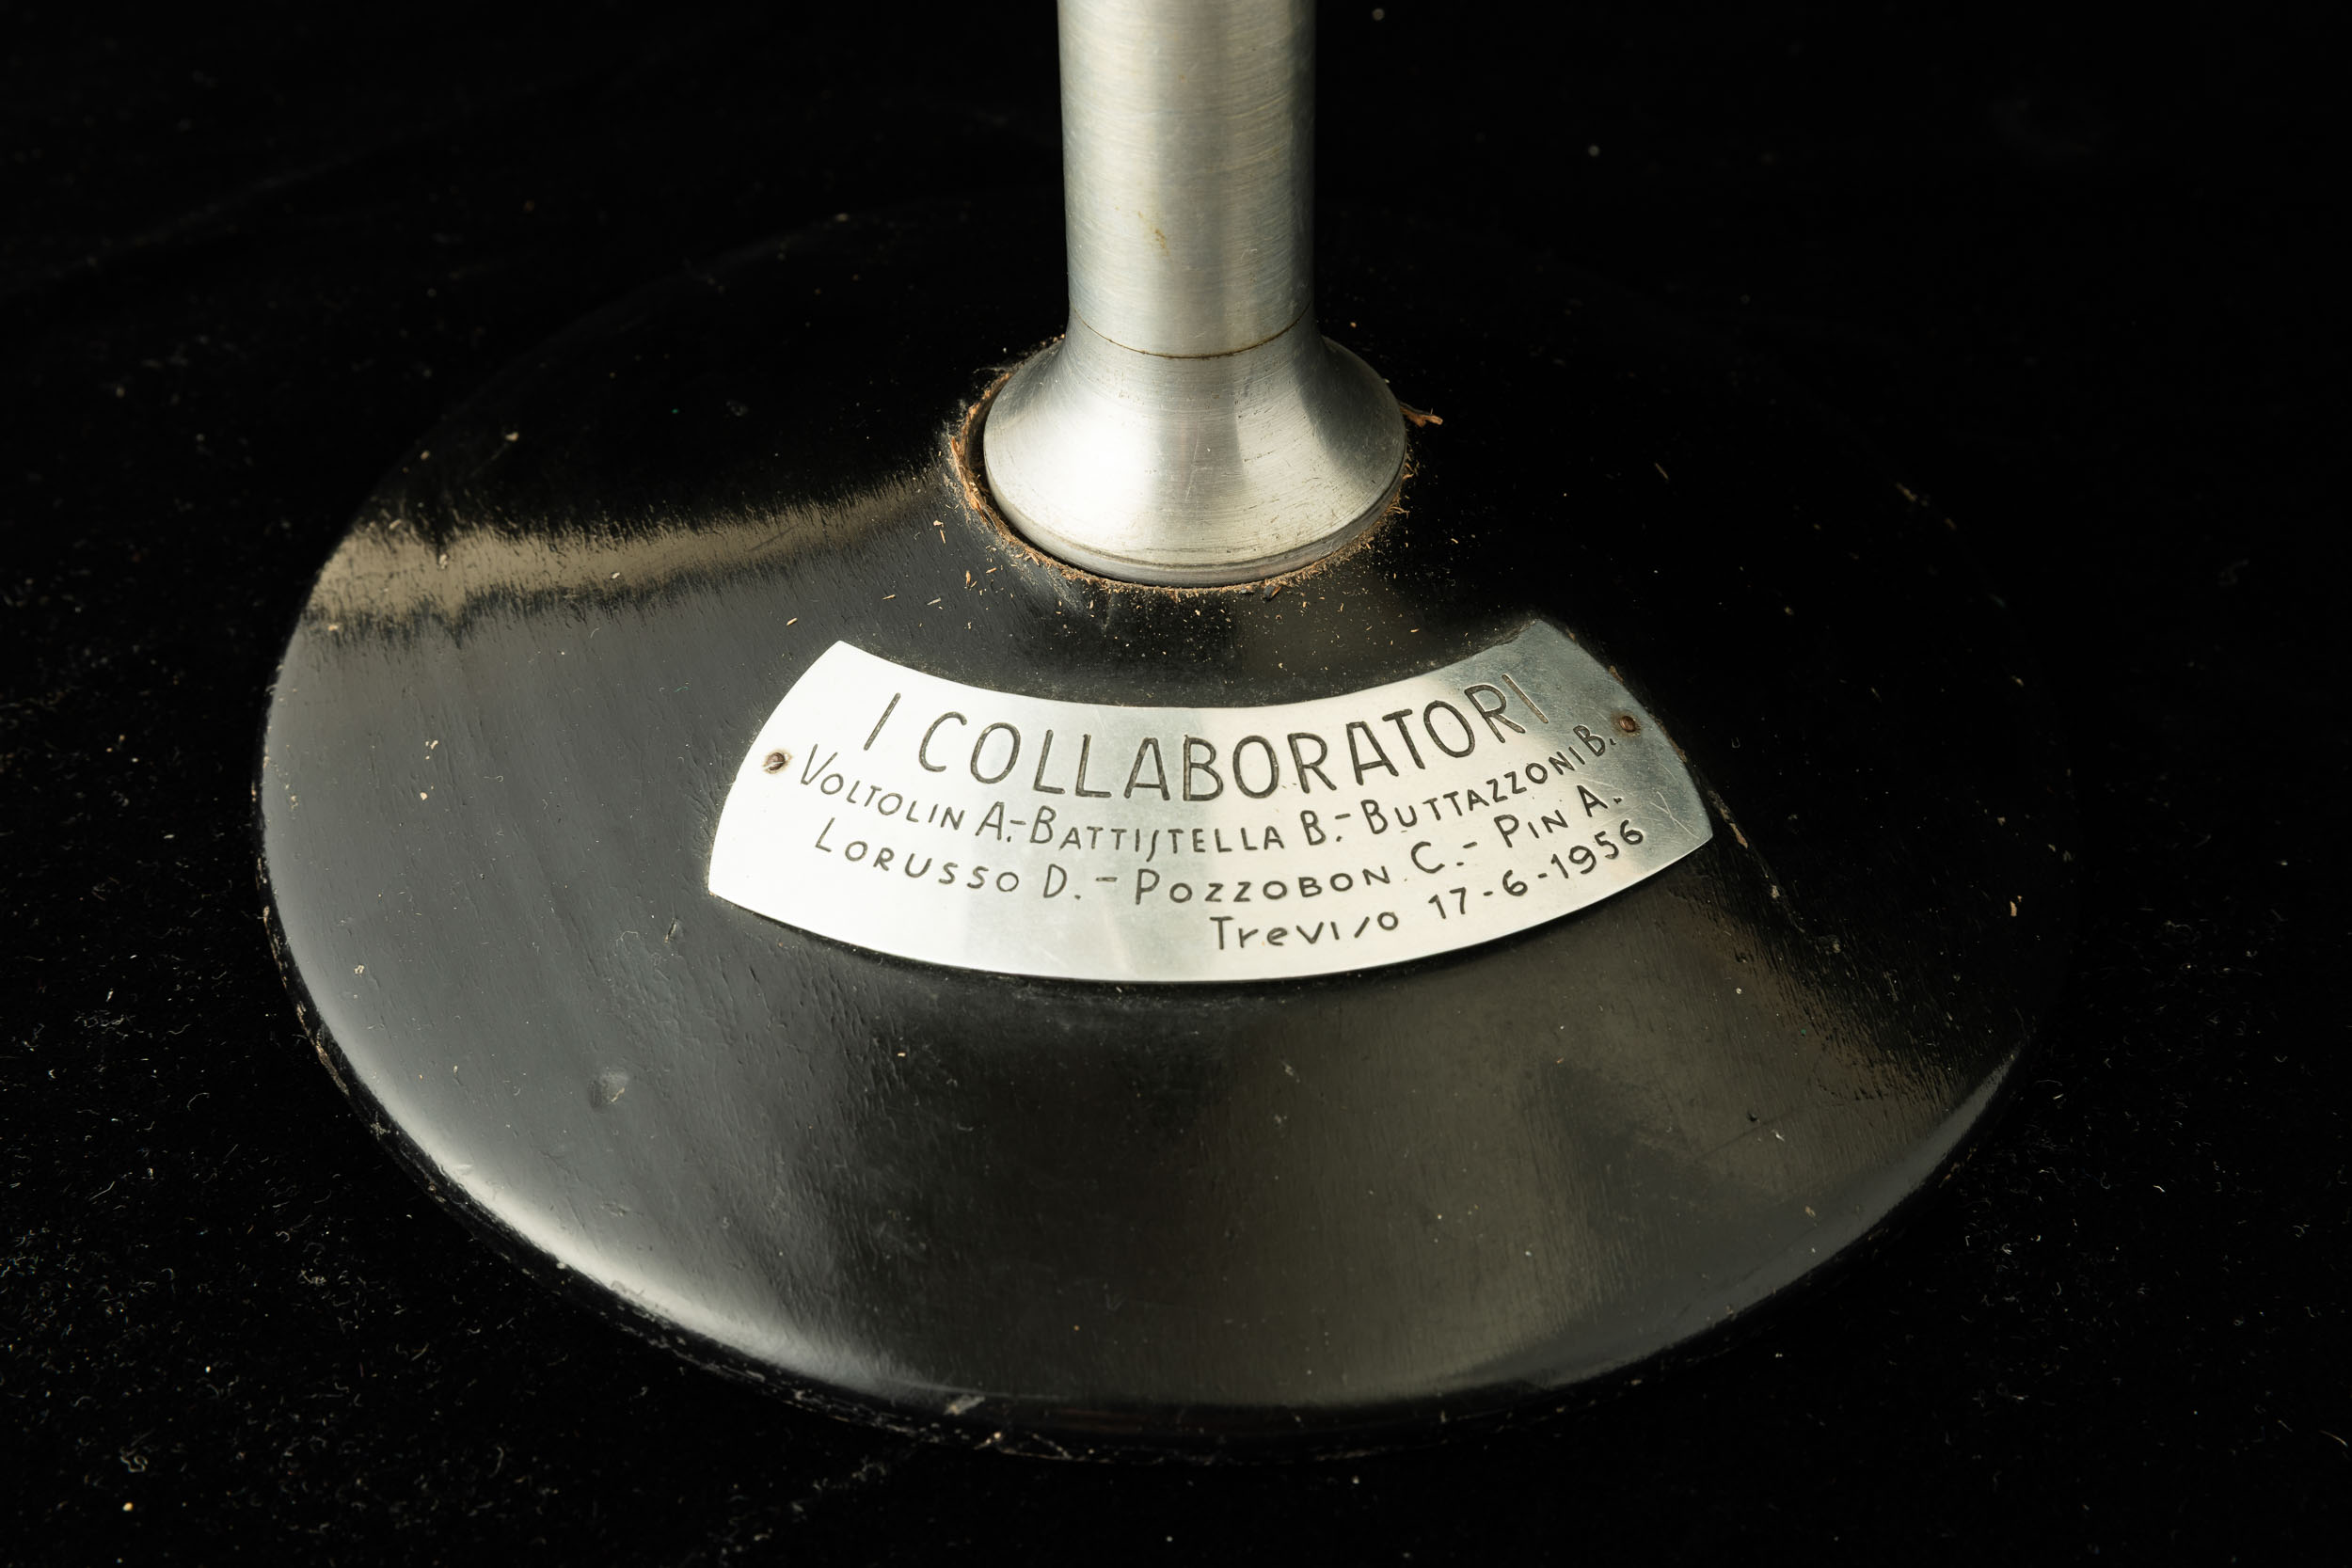 I COLLABORATORI
VOLTOLIN A.-BATTISTELLA B.-BUTTAZZONI B.
LORUSSO D.-POZZOBON C.-PIN A.
Treviso 17-6-1956